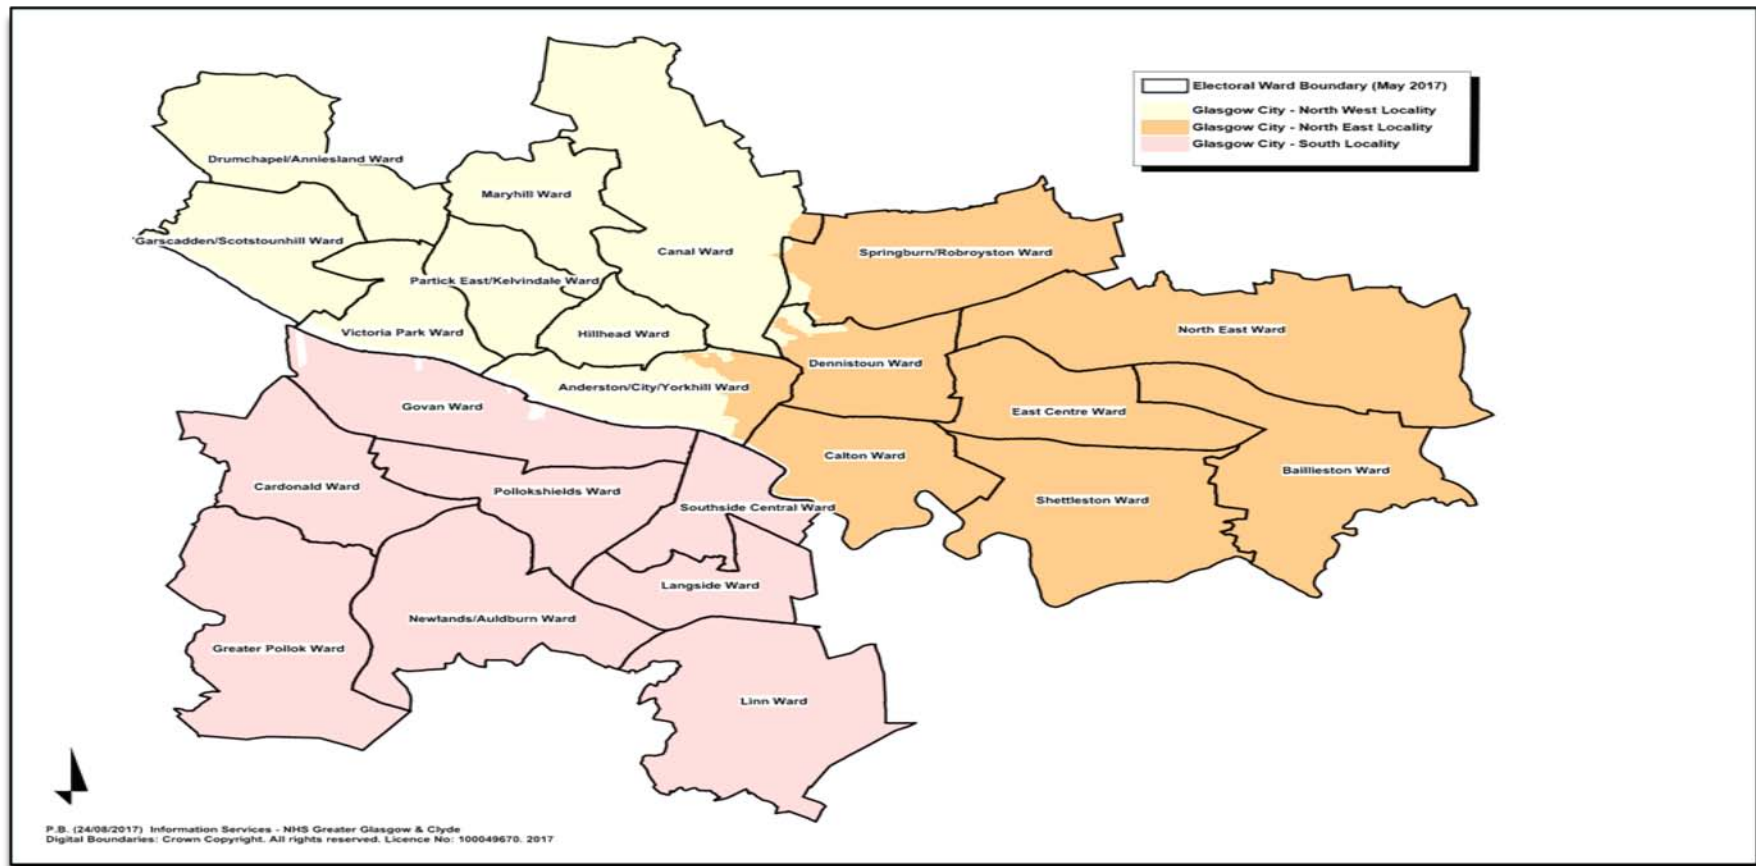 Electoral Ward Boundary (May 2017)
Glasgow City - North West Locality
Glasgow City - North East Locality
Glasgow City - South Locality
Drumchapel/Anniesland Ward
Maryhill Ward
Garscadden/Scotstounhill Ward
Canal Ward
Springburn/Robroyston Ward
Partick East/Kelvindale Ward
Victoria Park Ward
Hillhead Ward
North East Ward
Dennistoun Ward
Anderston/City/Yorkhill Ward
Govan Ward
East Centre Ward
Calton Ward
Baillieston Ward
Cardonald Ward
Pollokshields Ward
Shettleston Ward
Southside Central Ward
Langside Ward
Newlands/Auldburn Ward
Greater Pollok Ward
Linn Ward
P.B. (24/08/2017) Information Services - NHS Greater Glasgow & Clyde
Digital Boundaries: Crown Copyright. All rights reserved. Licence No: 100049670. 2017